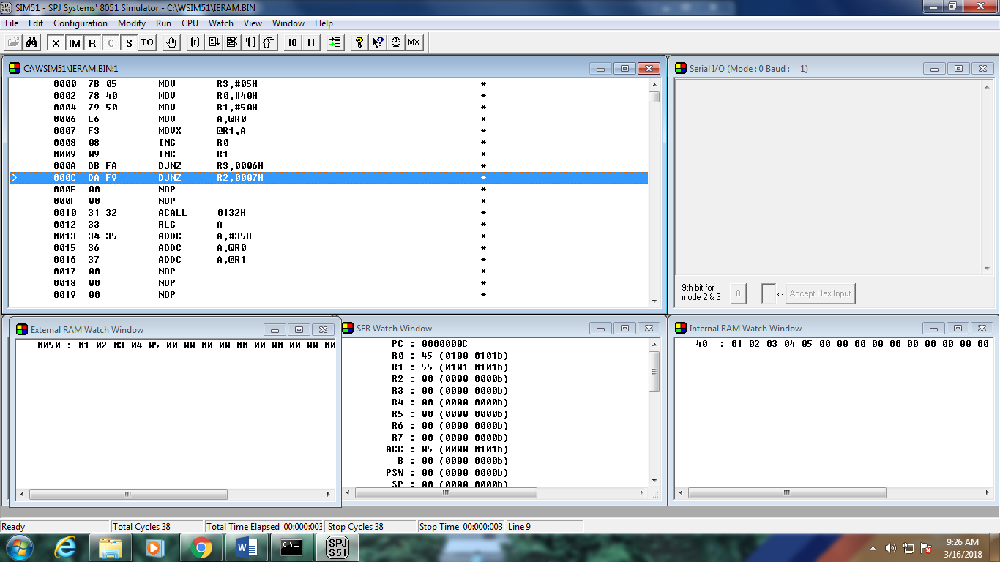 SIM51 - SPJ Systems' 8051 Simulator - C:\WSIM51\IERAM.BIN
File Edit Configuration Modify Run CPU Watch View Window Help
X IM R C S IO {r} I0 I1 ? MX
C:\WSIM51\IERAM.BIN:1
0000 7B 05 MOV R3,#05H *
0002 78 40 MOV R0,#40H *
0004 79 50 MOV R1,#50H *
0006 E6 MOV A,@R0 *
0007 F3 MOVX @R1,A *
0008 08 INC R0 *
0009 09 INC R1 *
000A DB FA DJNZ R3,0006H *
> 000C DA F9 DJNZ R2,0007H *
000E 00 NOP *
000F 00 NOP *
0010 31 32 ACALL 0132H *
0012 33 RLC A *
0013 34 35 ADDC A,#35H *
0015 36 ADDC A,@R0 *
0016 37 ADDC A,@R1 *
0017 00 NOP *
0018 00 NOP *
0019 00 NOP *
Serial I/O (Mode : 0 Baud : 1)
9th bit for
mode 2 & 3 0 <- Accept Hex Input
External RAM Watch Window
0050 : 01 02 03 04 05 00 00 00 00 00 00 00 00 00
SFR Watch Window
PC : 0000000C
R0 : 45 (0100 0101b)
R1 : 55 (0101 0101b)
R2 : 00 (0000 0000b)
R3 : 00 (0000 0000b)
R4 : 00 (0000 0000b)
R5 : 00 (0000 0000b)
R6 : 00 (0000 0000b)
R7 : 00 (0000 0000b)
ACC : 05 (0000 0101b)
B : 00 (0000 0000b)
PSW : 00 (0000 0000b)
SP : 00 (0000 0000b)
Internal RAM Watch Window
40 : 01 02 03 04 05 00 00 00 00 00 00 00 00 00 00
Ready Total Cycles 38 Total Time Elapsed 00:000:003 Stop Cycles 38 Stop Time 00:000:003 Line 9
C:\ SPJ S51
9:26 AM
3/16/2018